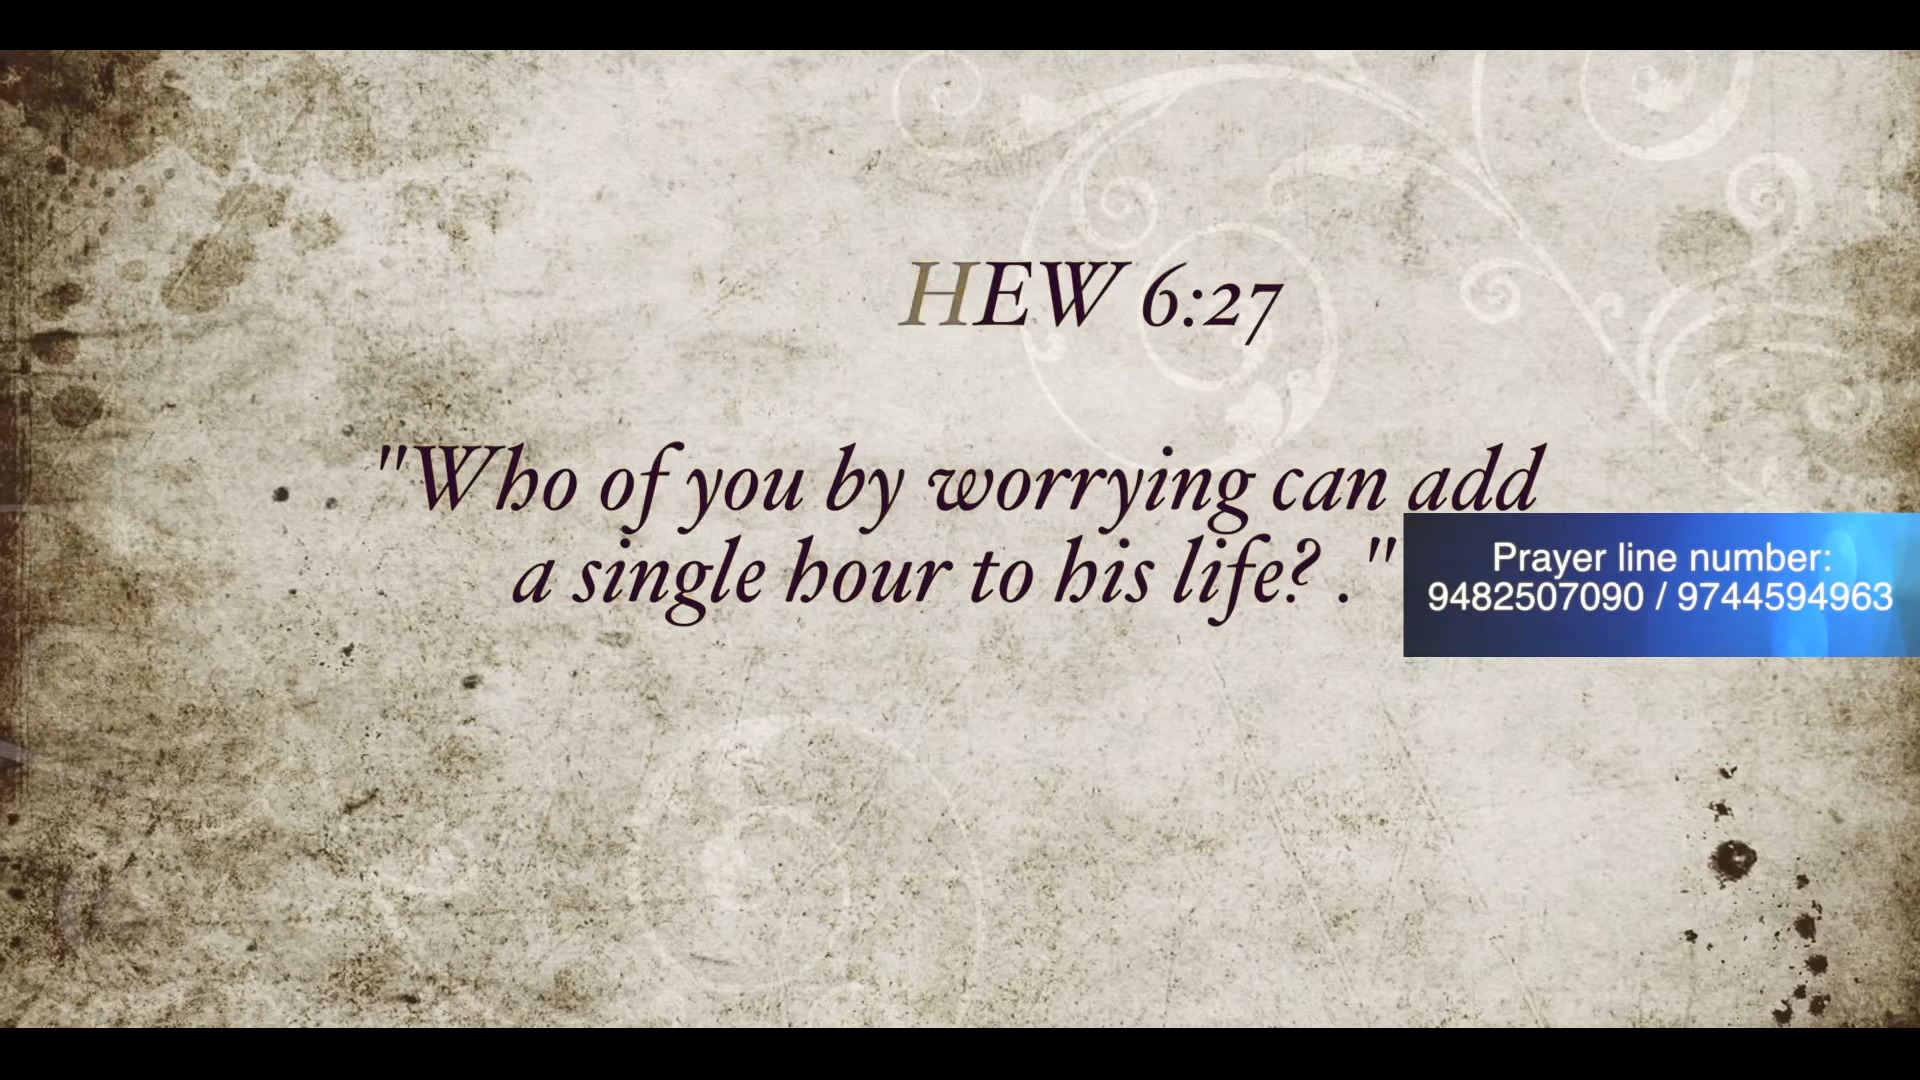 HEW 6:27
"Who of you by worrying can add
a single hour to his life? ."
Prayer line number:
9482507090 / 9744594963